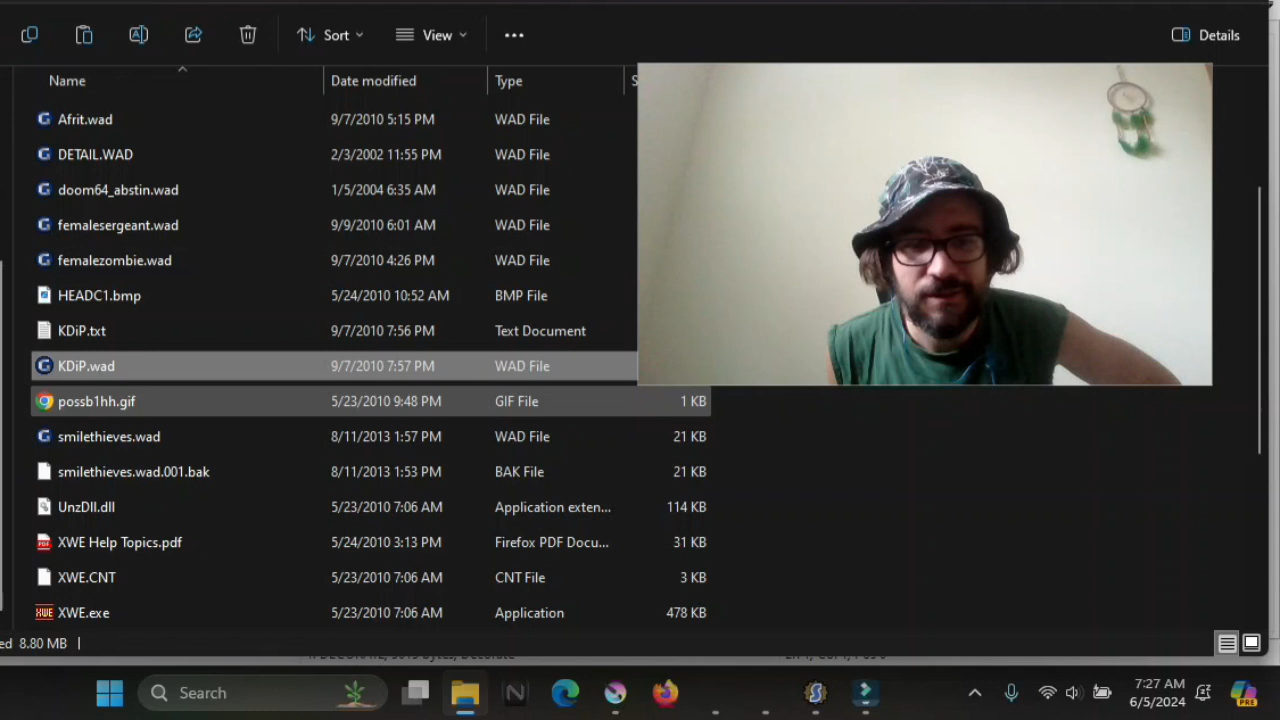 Sort
View
Details
Name Date modified Type
Afrit.wad 9/7/2010 5:15 PM WAD File
DETAIL.WAD 2/3/2002 11:55 PM WAD File
doom64_abstin.wad 1/5/2004 6:35 AM WAD File
femalesergeant.wad 9/9/2010 6:01 AM WAD File
femalezombie.wad 9/7/2010 4:26 PM WAD File
HEADC1.bmp 5/24/2010 10:52 AM BMP File
KDiP.txt 9/7/2010 7:56 PM Text Document
KDiP.wad 9/7/2010 7:57 PM WAD File
possb1hh.gif 5/23/2010 9:48 PM GIF File 1 KB
smilethieves.wad 8/11/2013 1:57 PM WAD File 21 KB
smilethieves.wad.001.bak 8/11/2013 1:53 PM BAK File 21 KB
UnzDll.dll 5/23/2010 7:06 AM Application exten... 114 KB
XWE Help Topics.pdf 5/24/2010 3:13 PM Firefox PDF Docu... 31 KB
XWE.CNT 5/23/2010 7:06 AM CNT File 3 KB
XWE.exe 5/23/2010 7:06 AM Application 478 KB
ed 8.80 MB
Search
7:27 AM
6/5/2024
PRE